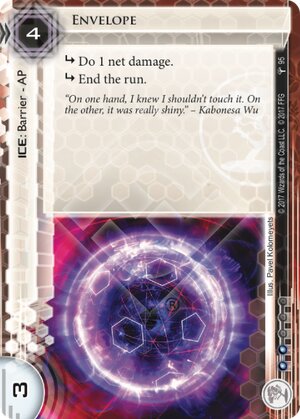 4
ENVELOPE
ICE: Barrier - AP
Do 1 net damage.
End the run.
"On one hand, I knew I shouldn't touch it. On
the other, it was really shiny." – Kabonesa Wu
95
© 2017 Wizards of the Coast LLC. © 2017 FFG
Illus. Pavel Kolomeyets
®
3